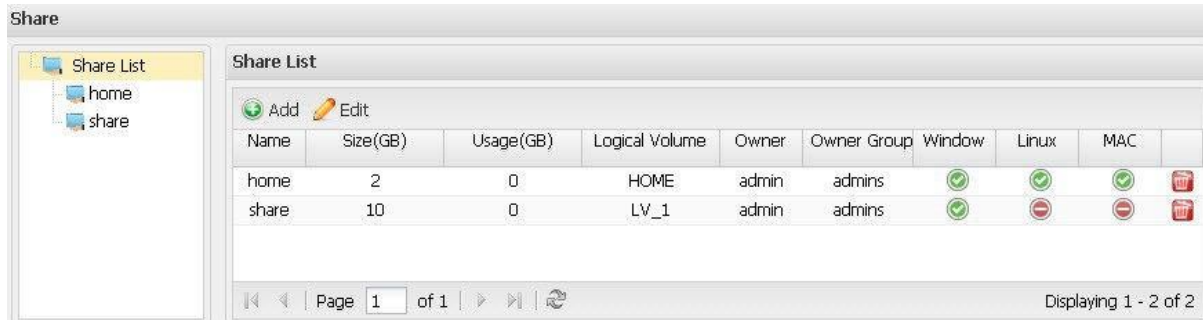 Share
Share List
home
share
Share List
Add Edit
Name Size(GB) Usage(GB) Logical Volume Owner Owner Group Window Linux MAC
home 2 0 HOME admin admins
share 10 0 LV_1 admin admins
Page 1 of 1 Displaying 1 - 2 of 2